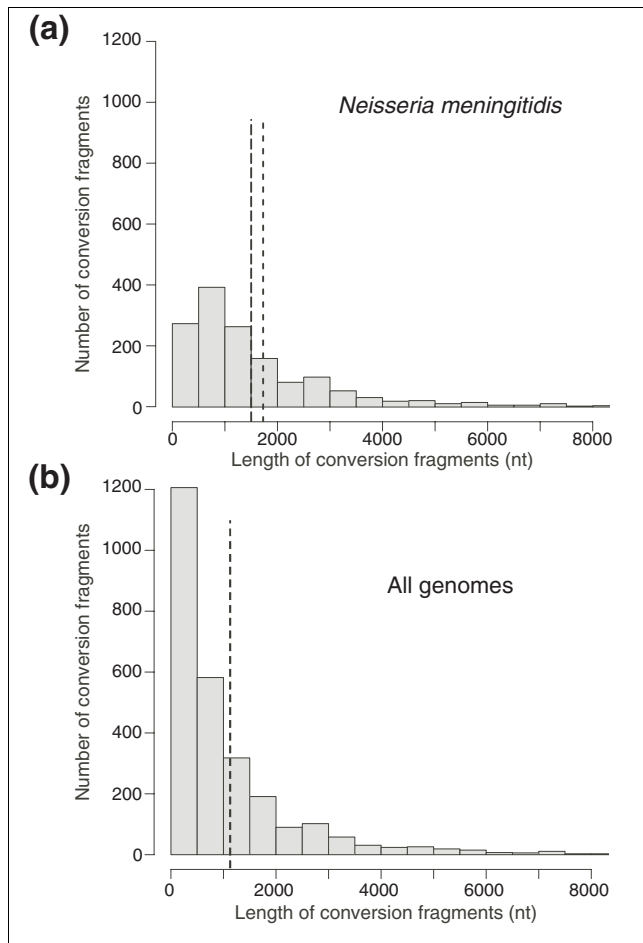 (a)
1200
1000
800
600
400
200
0
Number of conversion fragments
Neisseria meningitidis
0 2000 4000 6000 8000
Length of conversion fragments (nt)
(b)
1200
1000
800
600
400
200
0
Number of conversion fragments
All genomes
0 2000 4000 6000 8000
Length of conversion fragments (nt)